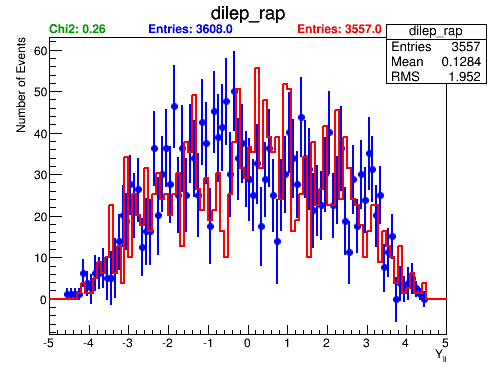 dilep_rap
Chi2: 0.26 Entries: 3608.0 Entries: 3557.0
dilep_rap
Entries 3557
Mean 0.1284
RMS 1.952
Number of Events
60
50
40
30
20
10
0
-5 -4 -3 -2 -1 0 1 2 3 4 5
Y_ll